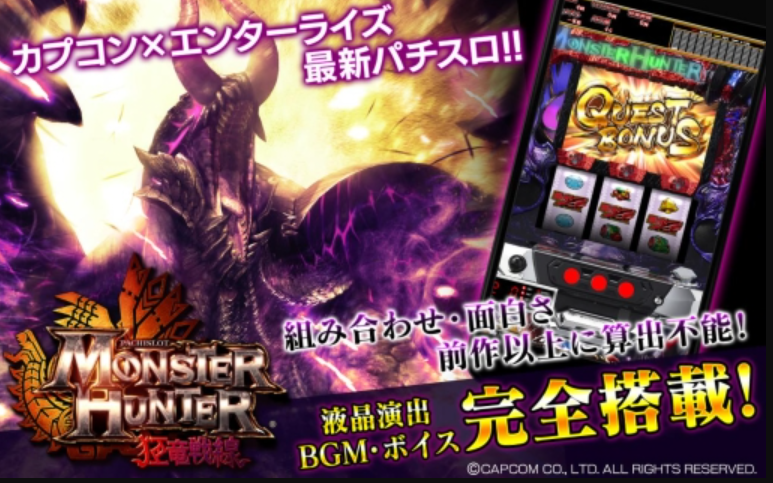 カプコン×エンターライズ
最新パチスロ!!
MONSTER HUNTER
QUEST
BONUS
組み合わせ・面白さ、
前作以上に算出不能!
PACHISLOT
MONSTER
HUNTER
狂竜戦線
液晶演出
BGM・ボイス
完全搭載!
©CAPCOM CO., LTD. ALL RIGHTS RESERVED.